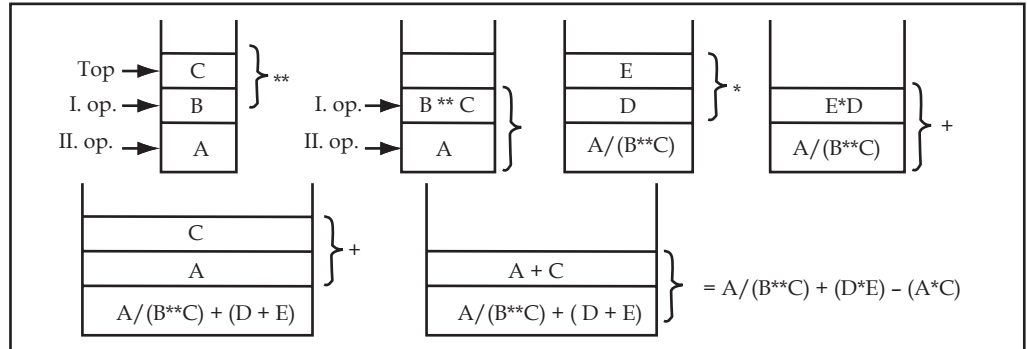 Top C **
I. op. B
II. op. A
I. op. B ** C
II. op. A
E
D *
A/(B**C)
E*D
A/(B**C) +
C
A +
A/(B**C) + (D + E)
A + C
A/(B**C) + ( D + E) = A/(B**C) + (D*E) – (A*C)